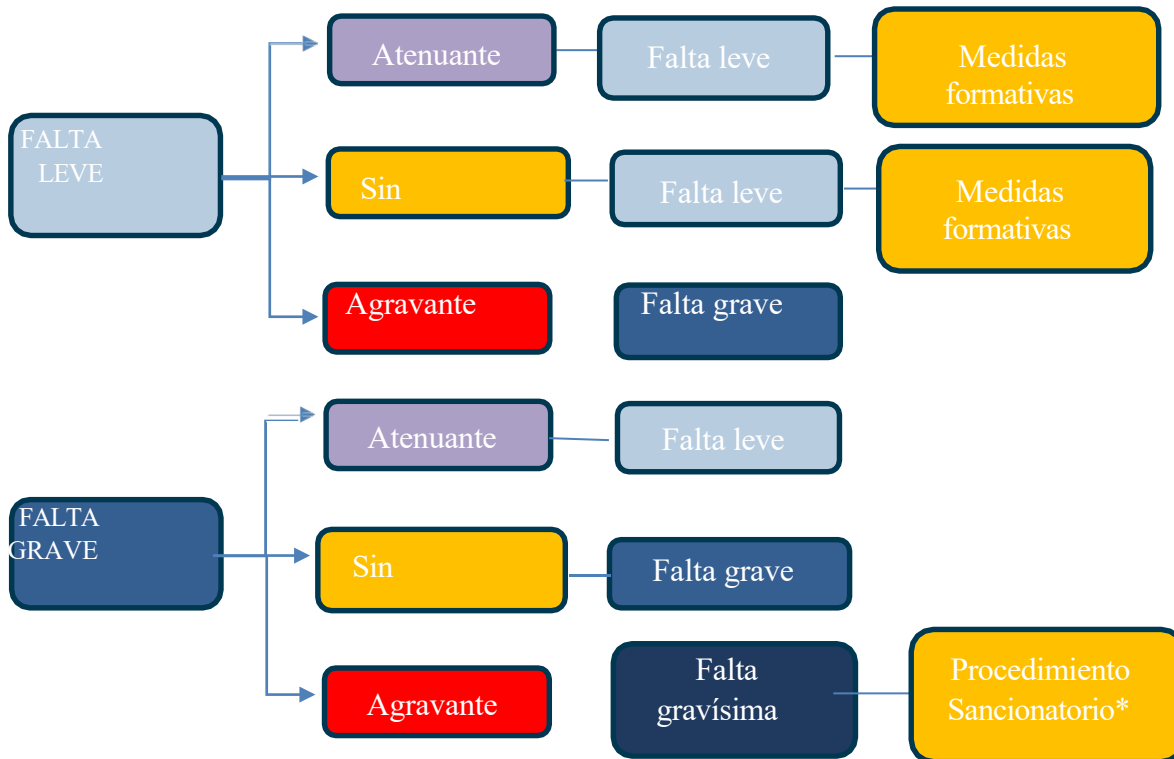 Atenuante
Falta leve
Medidas
formativas
FALTA
LEVE
Sin
Falta leve
Medidas
formativas
Agravante
Falta grave
Atenuante
Falta leve
FALTA
GRAVE
Sin
Falta grave
Agravante
Falta
gravísima
Procedimiento
Sancionatorio*